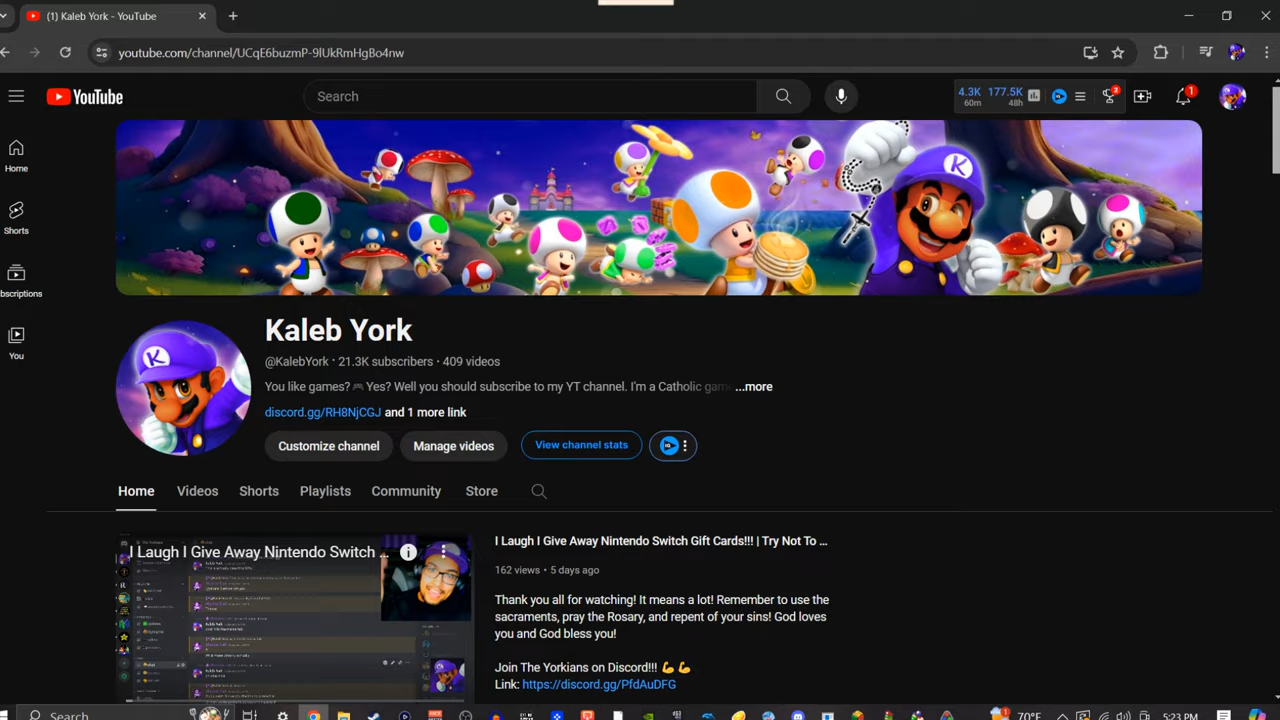 (1) Kaleb York - YouTube
youtube.com/channel/UCqE6buzmP-9lUkRmHgBo4nw
YouTube
Search
4.3K 177.5K
60m 48h
2
1
Home
Shorts
bscriptions
You
K
K
Kaleb York
@KalebYork · 21.3K subscribers · 409 videos
You like games? 🎮 Yes? Well you should subscribe to my YT channel. I'm a Catholic gam ...more
discord.gg/RH8NjCGJ and 1 more link
Customize channel
Manage videos
View channel stats
Home Videos Shorts Playlists Community Store
I Laugh I Give Away Nintendo Switch ...
I Laugh I Give Away Nintendo Switch Gift Cards!!! | Try Not To ...
162 views · 5 days ago
Thank you all for watching! It means a lot! Remember to use the
sacraments, pray the Rosary, and repent of your sins! God loves
you and God bless you!
Join The Yorkians on Discord!!! 💪 💪
Link: https://discord.gg/PfdAuDFG
Search
70°F
5:23 PM